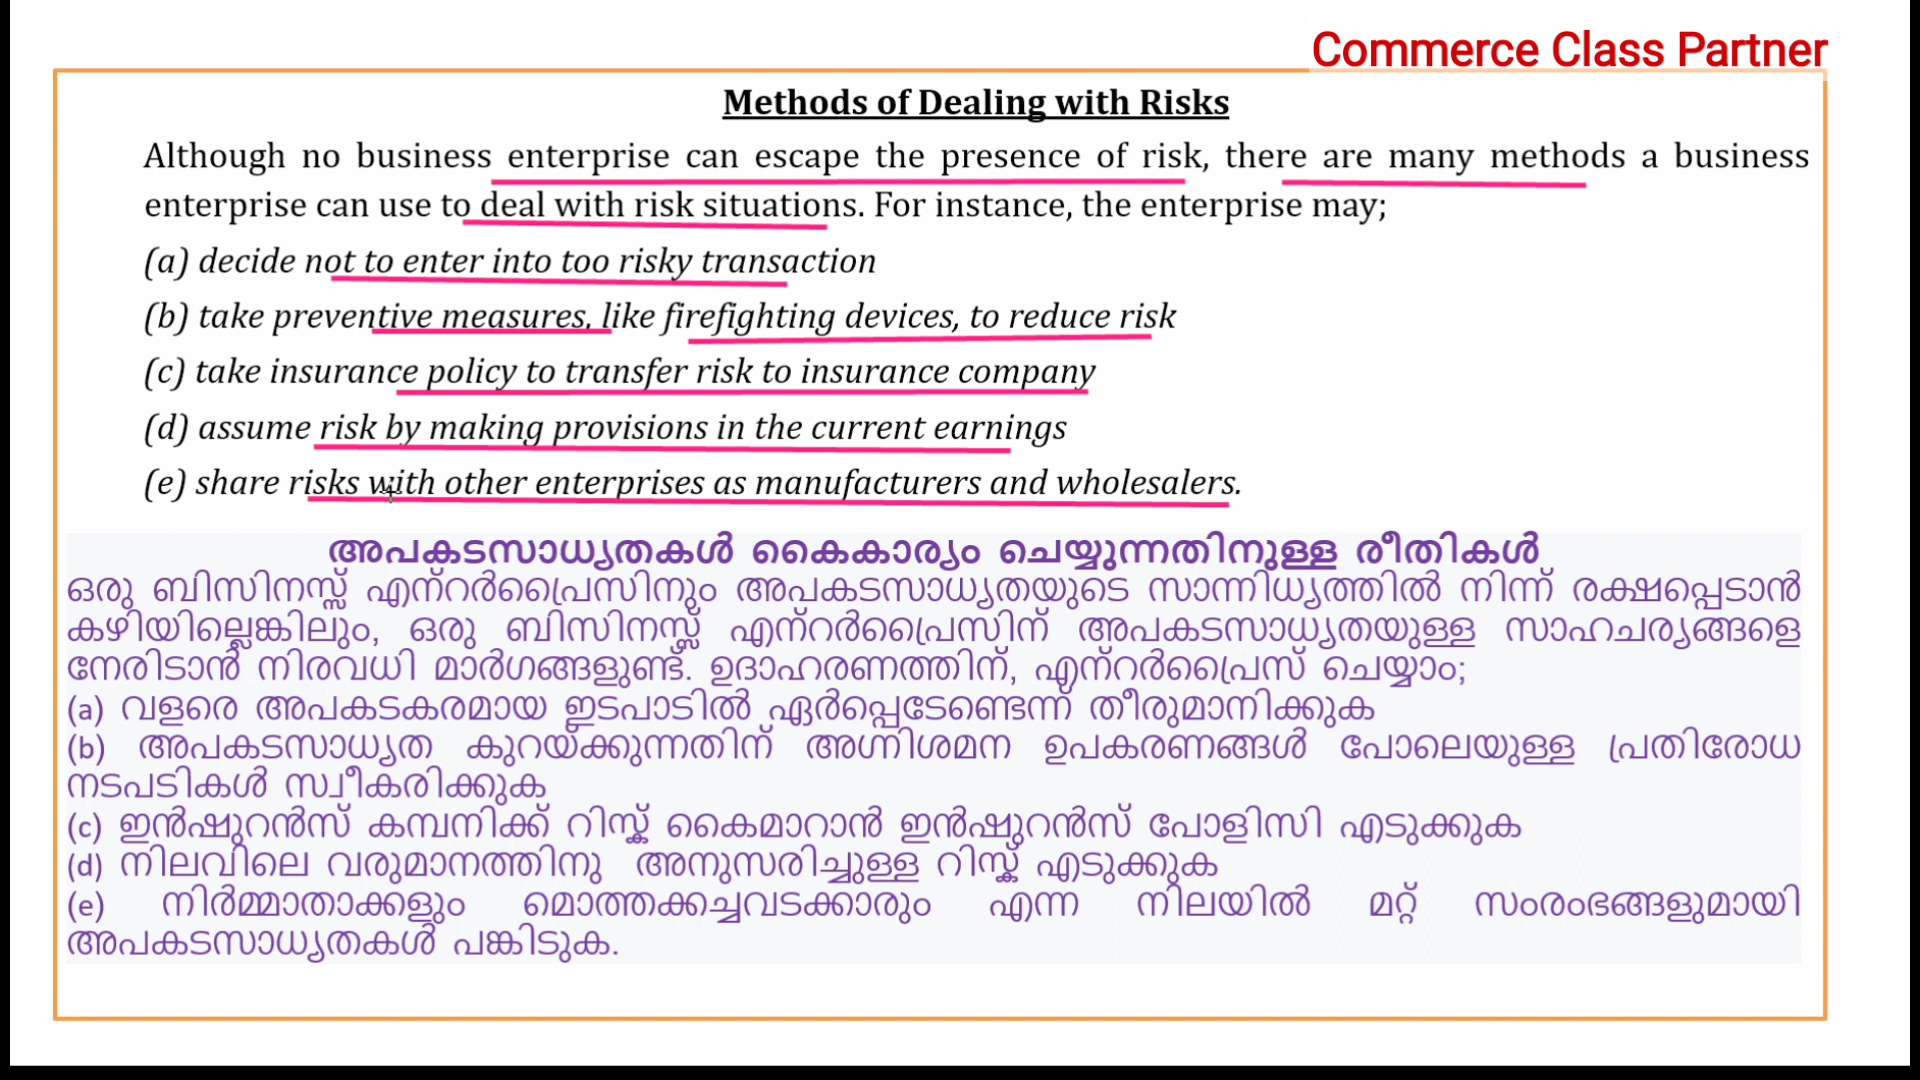 Commerce Class Partner
Methods of Dealing with Risks
Although no business enterprise can escape the presence of risk, there are many methods a business
enterprise can use to deal with risk situations. For instance, the enterprise may;
(a) decide not to enter into too risky transaction
(b) take preventive measures, like firefighting devices, to reduce risk
(c) take insurance policy to transfer risk to insurance company
(d) assume risk by making provisions in the current earnings
(e) share risks with other enterprises as manufacturers and wholesalers.
അപകടസാധ്യതകൾ കൈകാര്യം ചെയ്യുന്നതിനുള്ള രീതികൾ
ഒരു ബിസിനസ്സ് എന്റർപ്രൈസിനും അപകടസാധ്യതയുടെ സാന്നിധ്യത്തിൽ നിന്ന് രക്ഷപ്പെടാൻ
കഴിയില്ലെങ്കിലും, ഒരു ബിസിനസ്സ് എന്റർപ്രൈസിന് അപകടസാധ്യതയുള്ള സാഹചര്യങ്ങളെ
നേരിടാൻ നിരവധി മാർഗങ്ങളുണ്ട്. ഉദാഹരണത്തിന്, എന്റർപ്രൈസ് ചെയ്യാം;
(a) വളരെ അപകടകരമായ ഇടപാടിൽ ഏർപ്പെടേണ്ടെന്ന് തീരുമാനിക്കുക
(b) അപകടസാധ്യത കുറയ്ക്കുന്നതിന് അഗ്നിശമന ഉപകരണങ്ങൾ പോലെയുള്ള പ്രതിരോധ
നടപടികൾ സ്വീകരിക്കുക
(c) ഇൻഷുറൻസ് കമ്പനിക്ക് റിസ്ക് കൈമാറാൻ ഇൻഷുറൻസ് പോളിസി എടുക്കുക
(d) നിലവിലെ വരുമാനത്തിനു അനുസരിച്ചുള്ള റിസ്ക് എടുക്കുക
(e) നിർമ്മാതാക്കളും മൊത്തക്കച്ചവടക്കാരും എന്ന നിലയിൽ മറ്റ് സംരംഭങ്ങളുമായി
അപകടസാധ്യതകൾ പങ്കിടുക.